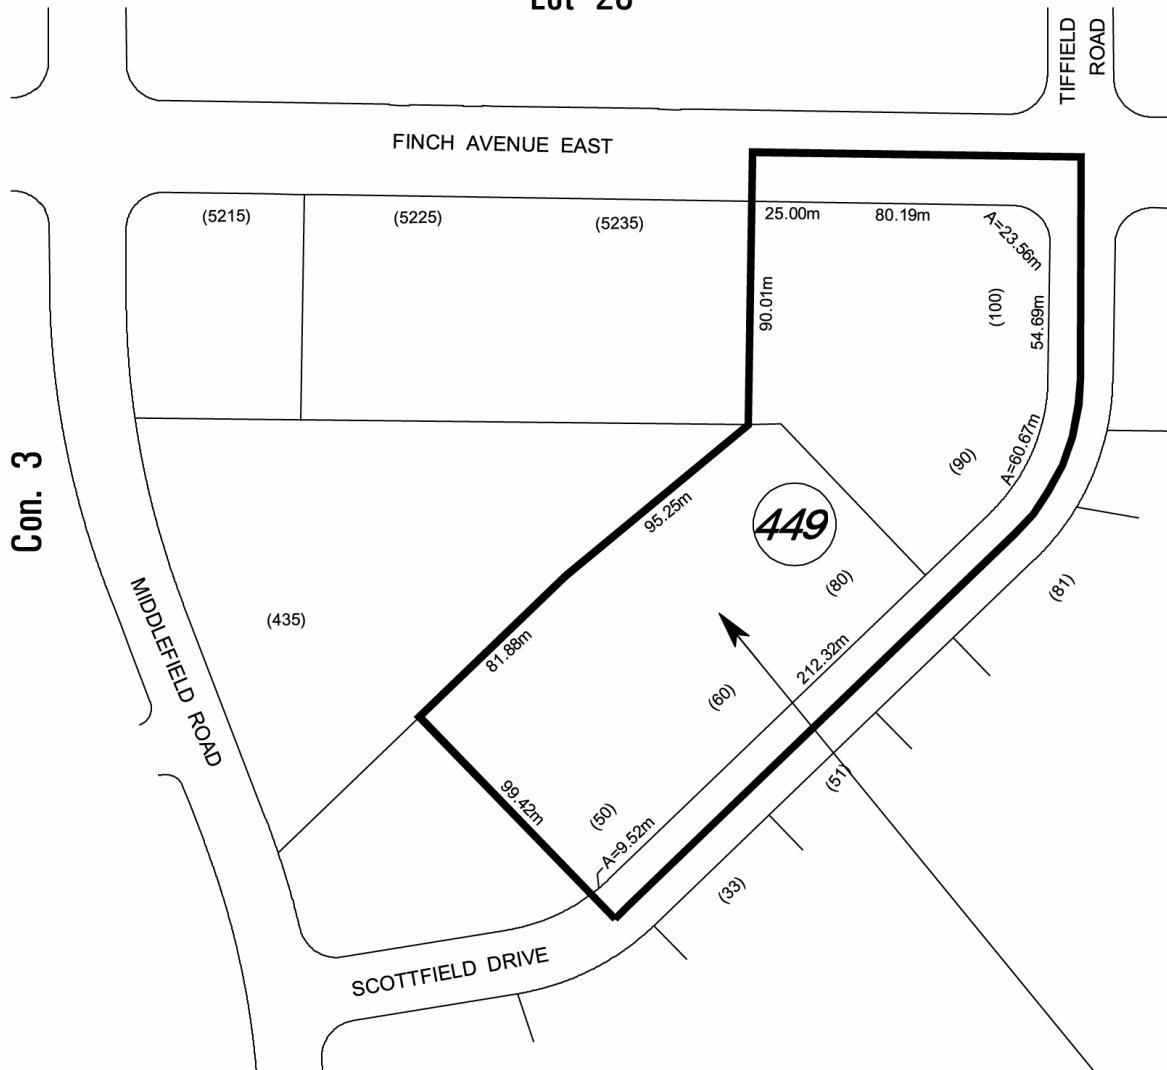 Lot 26
TIFFIELD
ROAD
FINCH AVENUE EAST
(5215)
(5225)
(5235)
25.00m
80.19m
A=23.56m
90.01m
(100)
54.69m
Con. 3
A=60.67m
(90)
95.25m
449
(80)
(81)
MIDDLEFIELD ROAD
(435)
81.88m
212.32m
(60)
(51)
99.42m
(50)
A=9.52m
(33)
SCOTTFIELD DRIVE